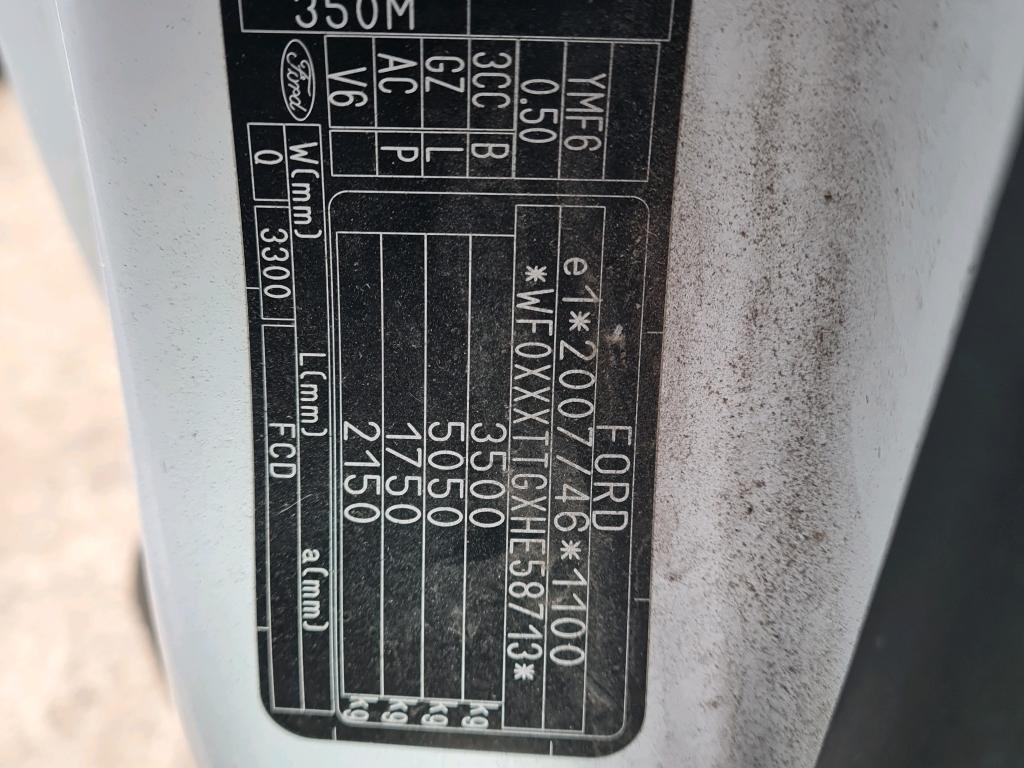 FORD
YMF6 e1*2007/46*1100
0.50 *WF0XXXTTGXHE58713*
3CC B 3500 kg
GZ L 5050 kg
AC P 1750 kg
V6 2150 kg
Ford W(mm) L(mm) a(mm)
Q 3300 FCD
350M